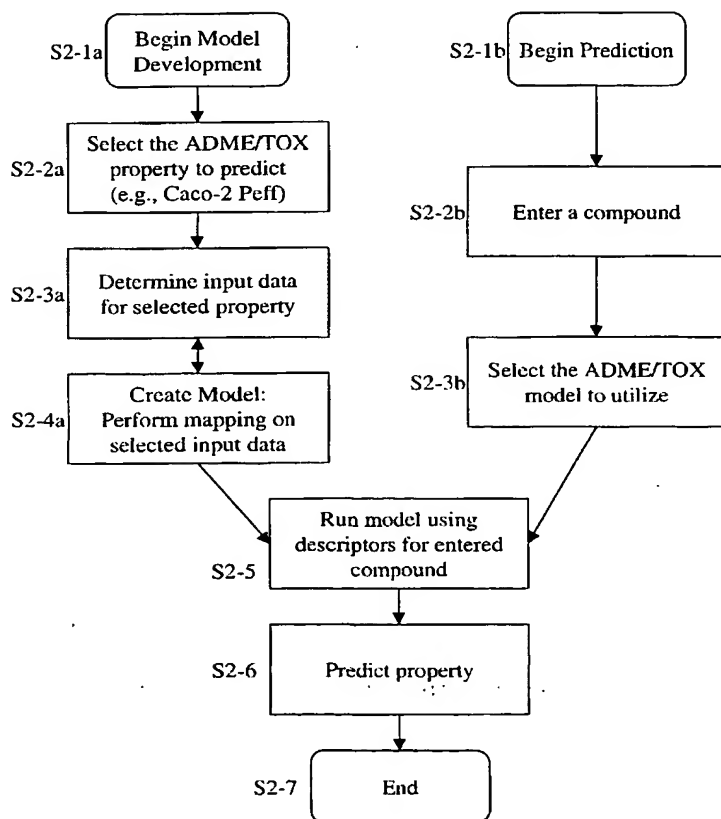 S2-1a
Begin Model
Development
S2-2a
Select the ADME/TOX
property to predict
(e.g., Caco-2 Peff)
S2-3a
Determine input data
for selected property
S2-4a
Create Model:
Perform mapping on
selected input data
S2-1b
Begin Prediction
S2-2b
Enter a compound
S2-3b
Select the ADME/TOX
model to utilize
S2-5
Run model using
descriptors for entered
compound
S2-6
Predict property
S2-7
End